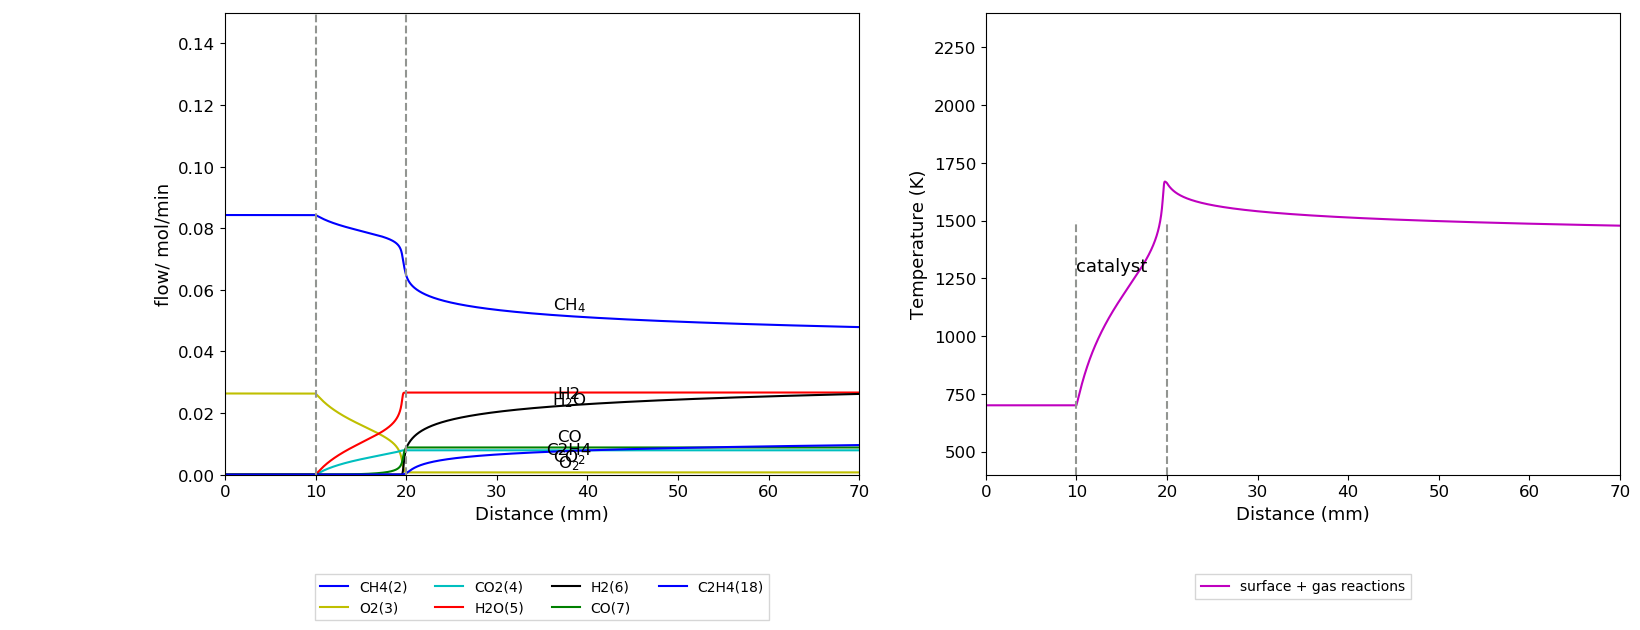 0.14
0.12
0.10
0.08
0.06
0.04
0.02
0.00
flow/ mol/min
CH4
H2
H2O
CO
C2H4
CO2
O2
0 10 20 30 40 50 60 70
Distance (mm)
CH4(2) CO2(4) H2(6) C2H4(18)
O2(3) H2O(5) CO(7)
2250
2000
1750
1500
1250
1000
750
500
Temperature (K)
catalyst
0 10 20 30 40 50 60 70
Distance (mm)
surface + gas reactions